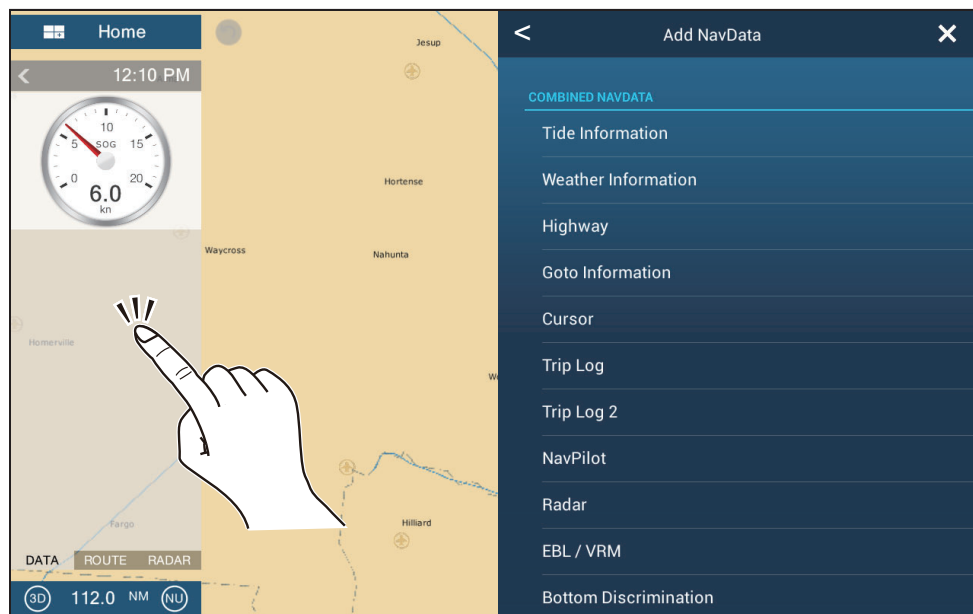 Home
12:10 PM
10
5 SOG 15
0 20
6.0
kn
Homerville
Fargo
DATA ROUTE RADAR
3D 112.0 NM NU
Jesup
Hortense
Waycross
Nahunta
Hilliard
< Add NavData X
COMBINED NAVDATA
Tide Information
Weather Information
Highway
Goto Information
Cursor
Trip Log
Trip Log 2
NavPilot
Radar
EBL / VRM
Bottom Discrimination